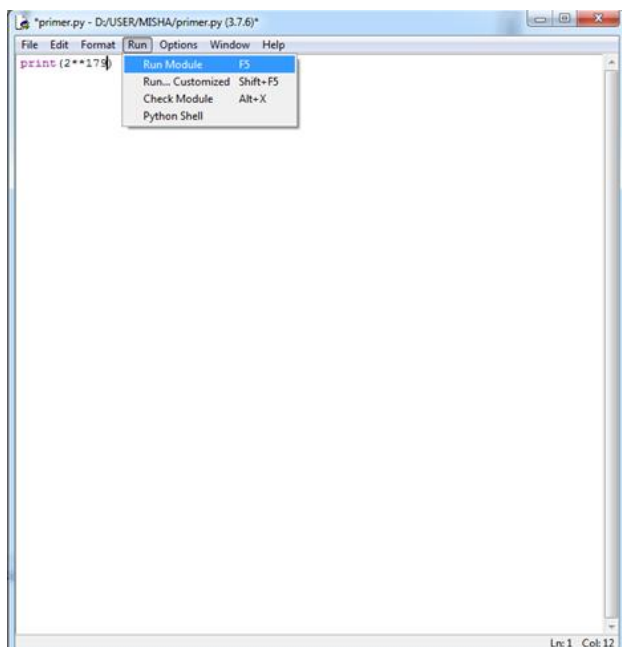 *primer.py - D:/USER/MISHA/primer.py (3.7.6)*
File Edit Format Run Options Window Help
print(2**179)
Run Module F5
Run... Customized Shift+F5
Check Module Alt+X
Python Shell
Ln: 1 Col: 12